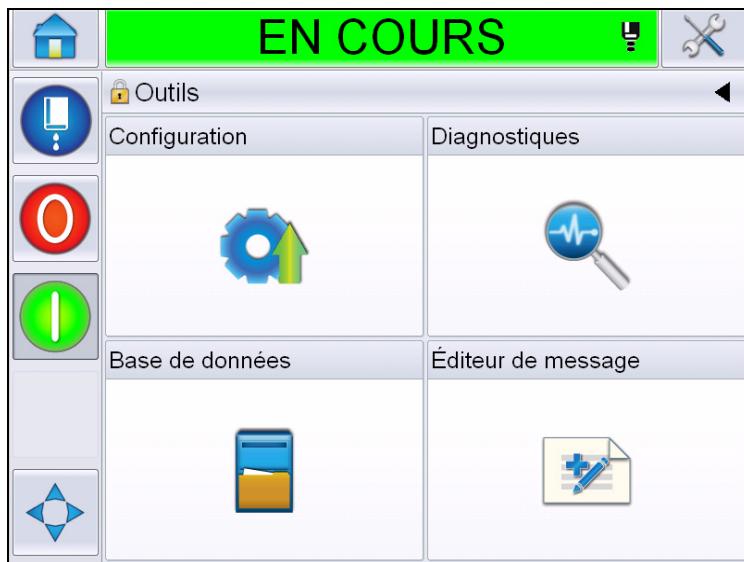 EN COURS
Outils
Configuration
Diagnostiques
Base de données
Éditeur de message